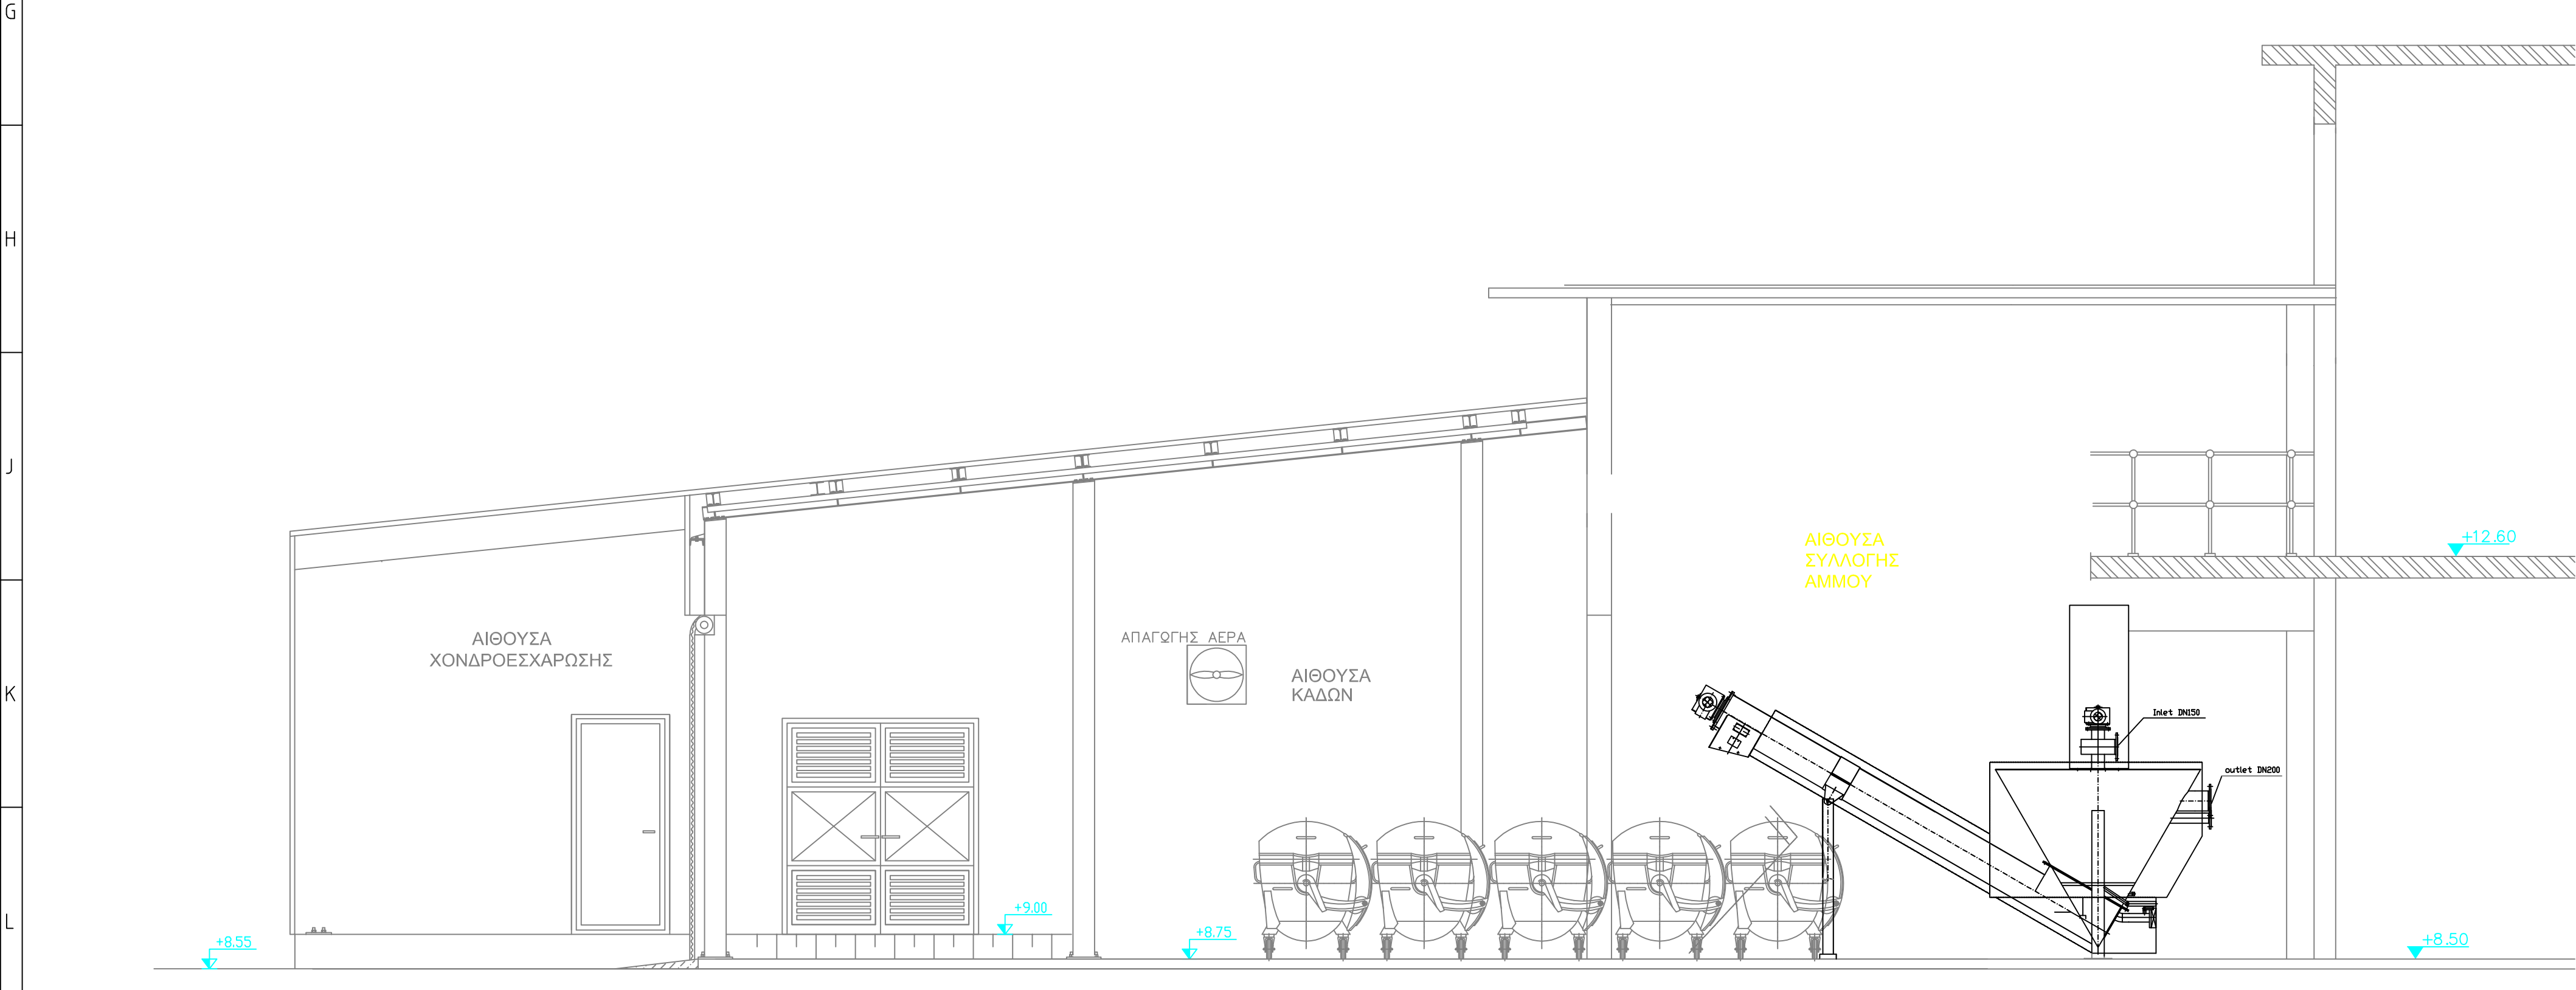 G
H
J
K
L
ΑΙΘΟΥΣΑ
ΧΟΝΔΡΟΕΣΧΑΡΩΣΗΣ
+8.55
+9.00
ΑΠΑΓΩΓΗΣ ΑΕΡΑ
ΑΙΘΟΥΣΑ
ΚΑΔΩΝ
+8.75
ΑΙΘΟΥΣΑ
ΣΥΛΛΟΓΗΣ
ΑΜΜΟΥ
Inlet DN150
outlet DN200
+12.60
+8.50